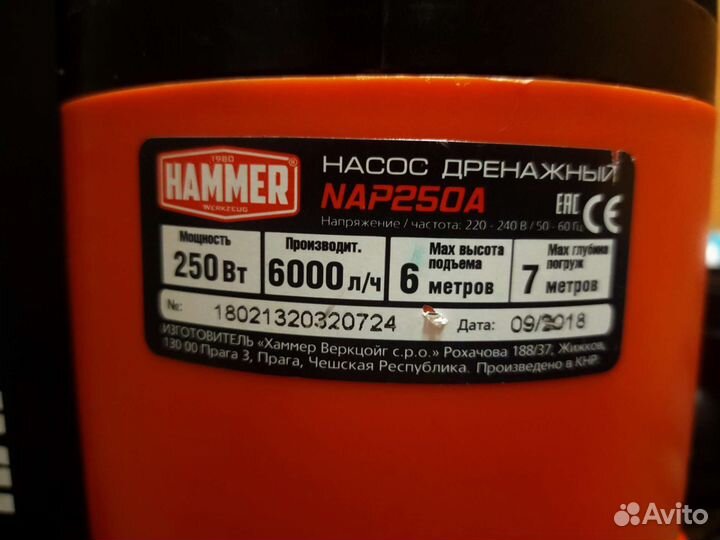 1980
HAMMER®
WERKZEUG
НАСОС ДРЕНАЖНЫЙ
NAP250A
Напряжение / частота: 220 - 240 В / 50 - 60 Гц
EAC CE
Мощность
250 Вт
Производит.
6000 л/ч
Max высота подъема
6 метров
Max глубина погруж
7 метров
№: 18021320320724
Дата: 09/2018
ИЗГОТОВИТЕЛЬ «Хаммер Веркцойг с.р.о.» Рохачова 188/37, Жижков,
130 00 Прага 3, Прага, Чешская Республика. Произведено в КНР
Avito